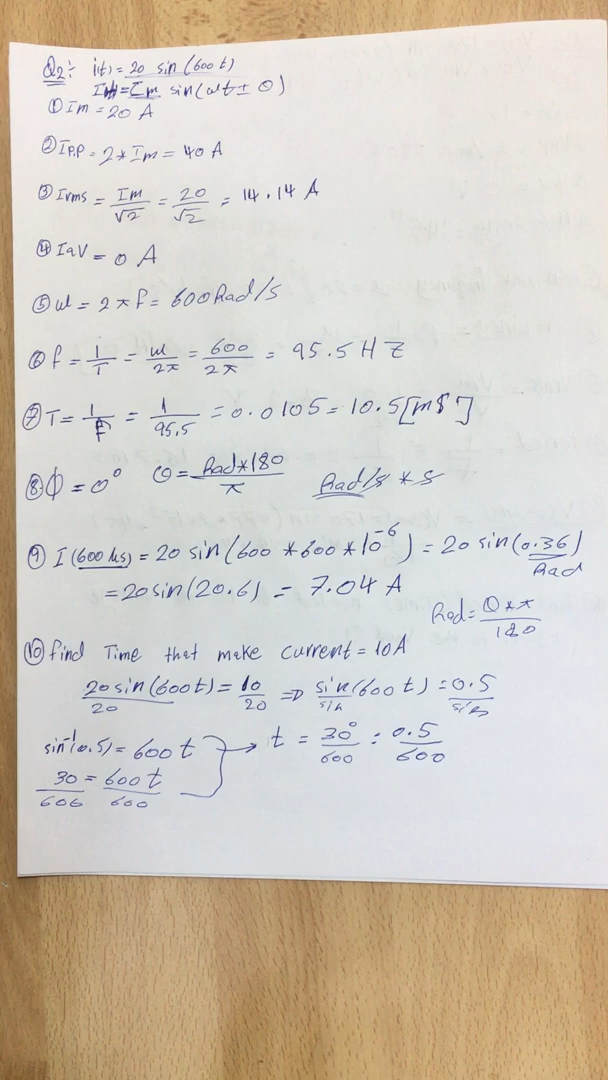 Q2:- i(t) = 20 sin(600t)
I(t) = Im sin(ωt ± θ)
① Im = 20 A
② IP.P = 2 * Im = 40 A
③ Irms = Im/√2 = 20/√2 = 14.14 A
④ Iav = 0 A
⑤ ω = 2πf = 600 Rad/s
⑥ f = 1/T = ω/2π = 600/2π = 95.5 HZ
⑦ T = 1/f = 1/95.5 = 0.0105 = 10.5 [ms]
⑧ Φ = 0° θ = Rad*180/π Rad/s * s
⑨ I(600 μs) = 20 sin(600 * 600 * 10^-6) = 20 sin(0.36) Rad
= 20 sin(20.6) = 7.04 A
Rad = θ*π/180
⑩ find Time that make current = 10A
20 sin(600t)/20 = 10/20 => sin(600t)/sin = 0.5/sin
sin^-1(0.5) = 600 t → t = 30°/600 = 0.5/600
30/600 = 600t/600